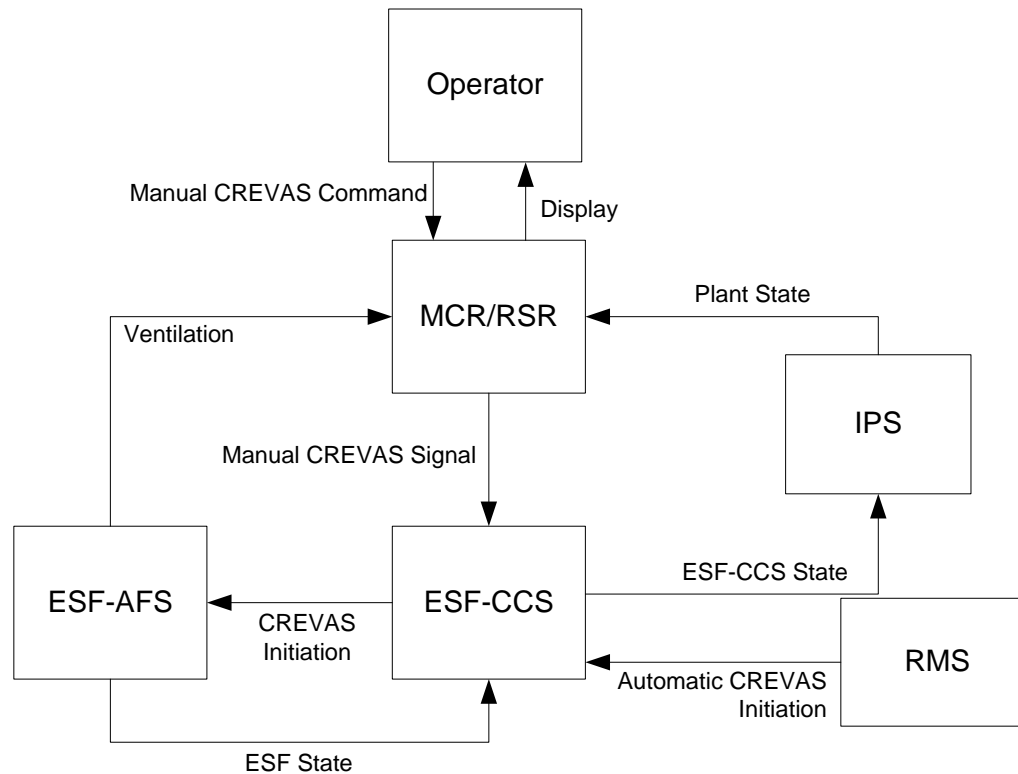 Operator
Manual CREVAS Command
Display
Plant State
MCR/RSR
Ventilation
IPS
Manual CREVAS Signal
ESF-CCS State
ESF-AFS
CREVAS
Initiation
ESF-CCS
RMS
Automatic CREVAS
Initiation
ESF State